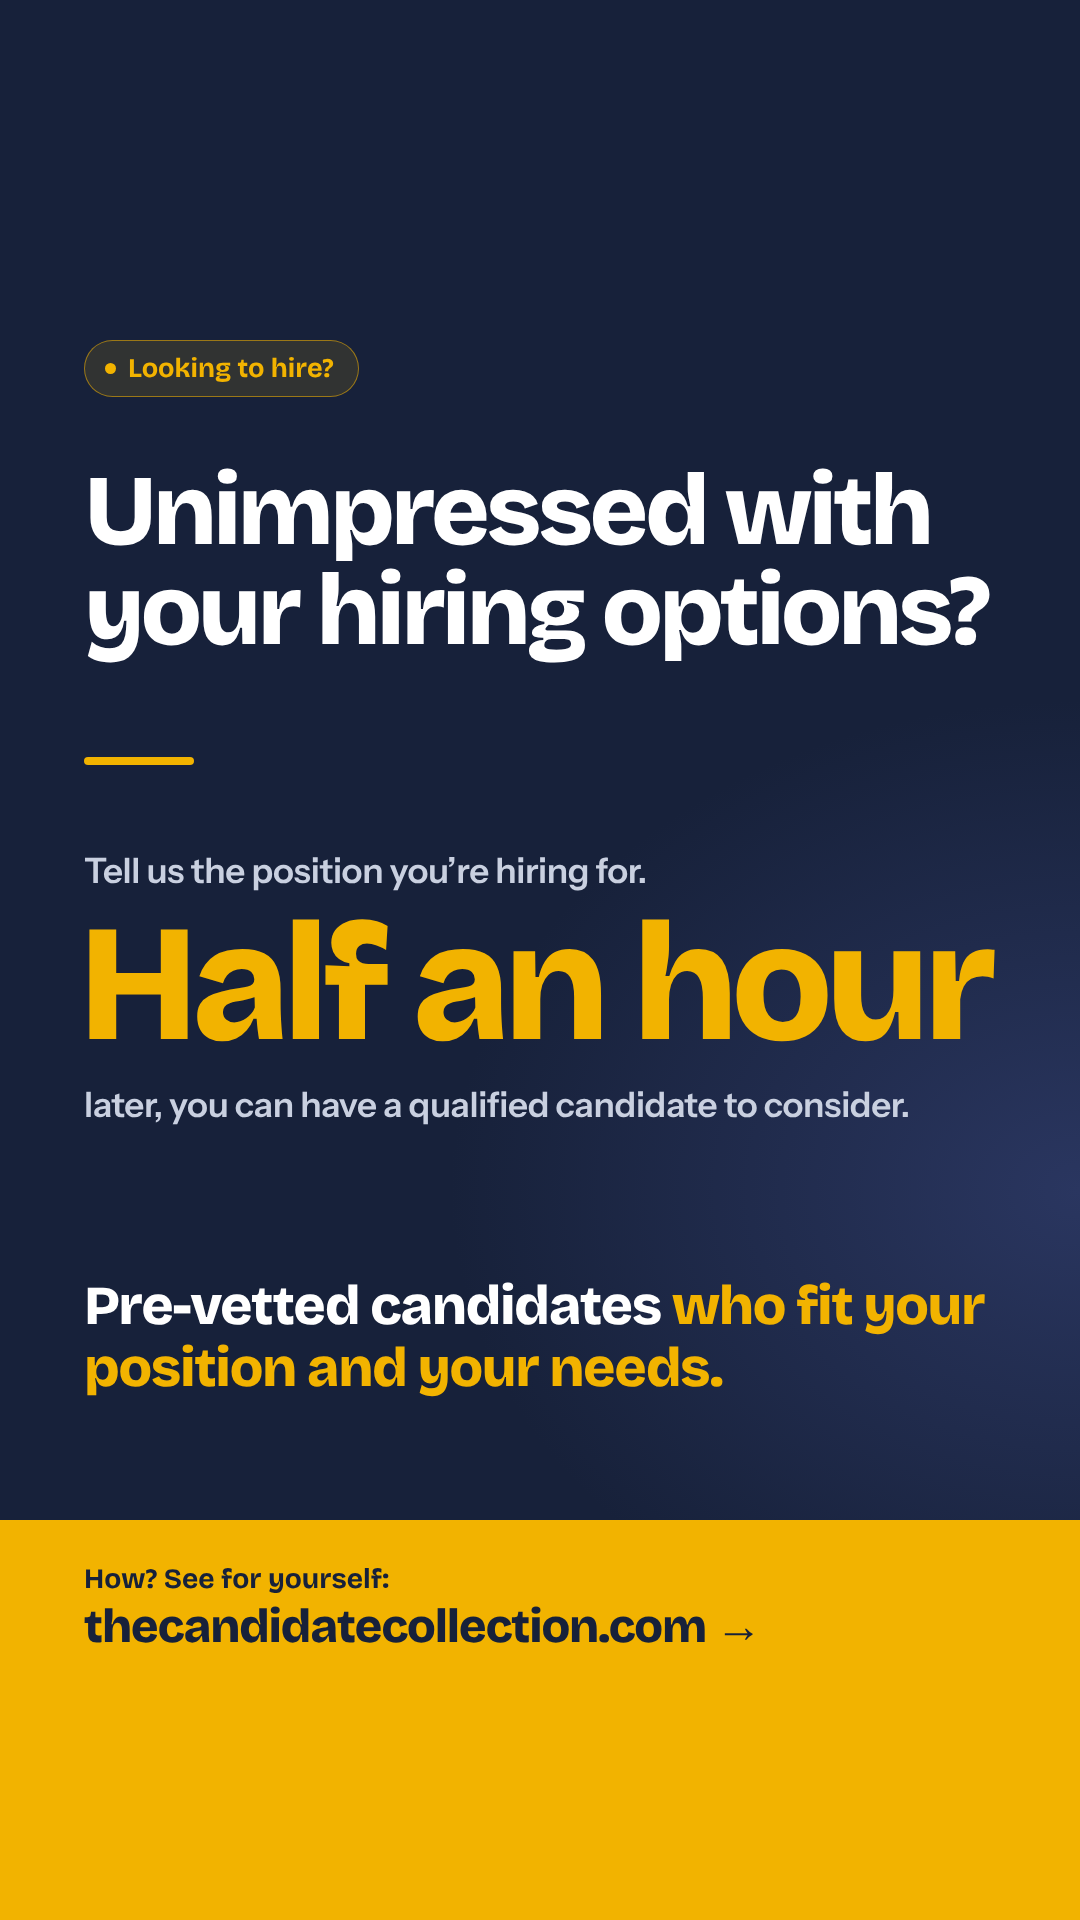 Looking to hire?
Unimpressed with
your hiring options?
Tell us the position you’re hiring for.
Half an hour
later, you can have a qualified candidate to consider.
Pre-vetted candidates who fit your
position and your needs.
How? See for yourself:
thecandidatecollection.com →